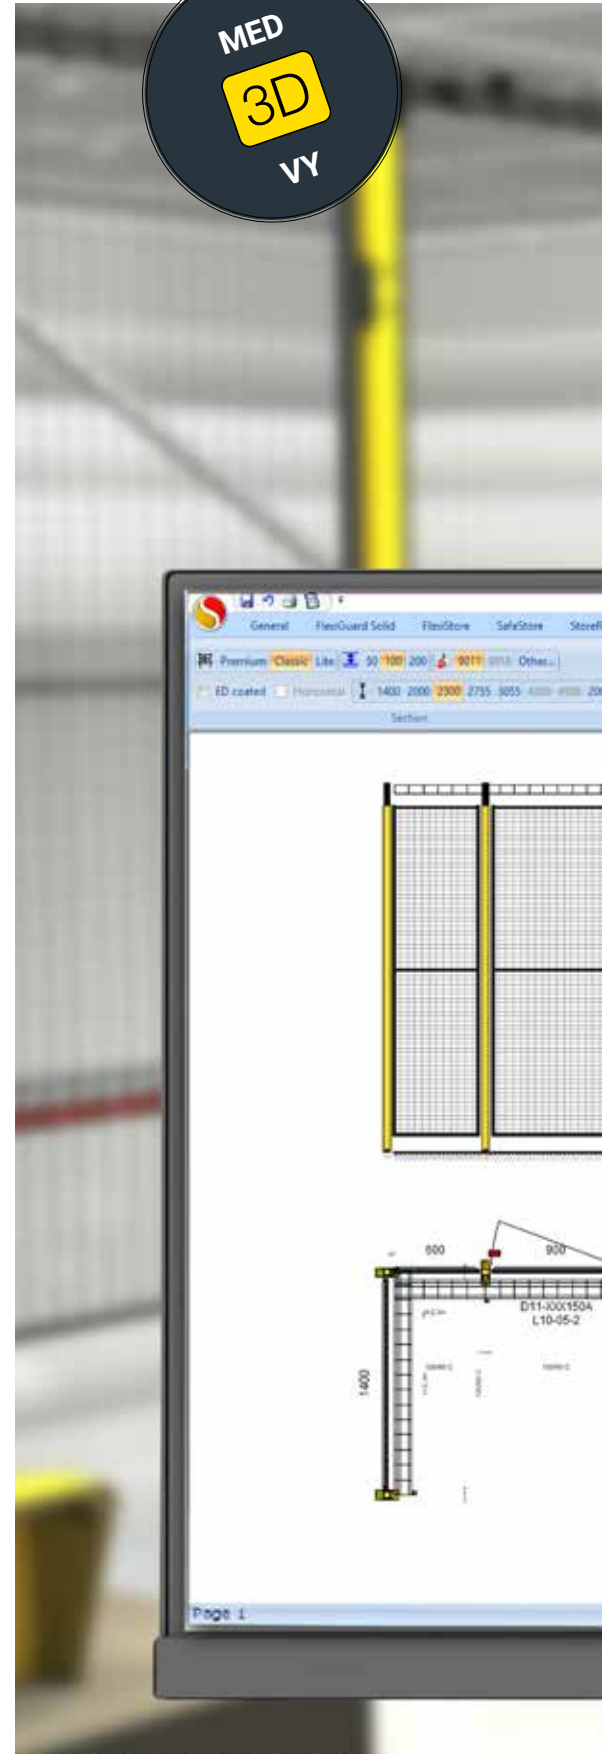 MED
3D
VY
General FlexiGuard Solid FlexiStore SafeStore
Premium Classic Lite 50 100 200 9011 Other...
ED coated Horizontal 1400 2000 2300 2755 3055
Section
600 900
D11-XXX150A
L10-05-2
1400
Page 1